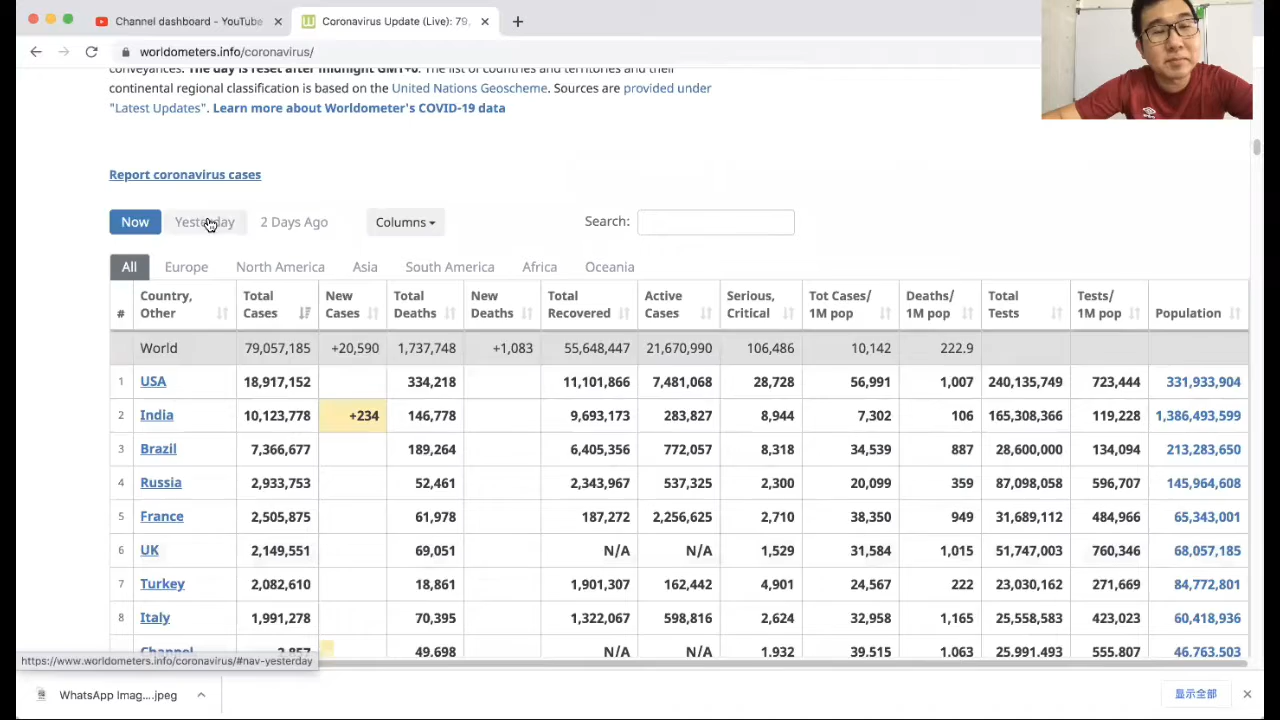 Channel dashboard - YouTube
Coronavirus Update (Live): 79,
worldometers.info/coronavirus/
conveyances. The day is reset after midnight GMT+0. The list of countries and territories and their
continental regional classification is based on the United Nations Geoscheme. Sources are provided under
"Latest Updates". Learn more about Worldometer's COVID-19 data
Report coronavirus cases
Now Yesterday 2 Days Ago Columns Search:
All Europe North America Asia South America Africa Oceania
# Country, Other Total Cases New Cases Total Deaths New Deaths Total Recovered Active Cases Serious, Critical Tot Cases/ 1M pop Deaths/ 1M pop Total Tests Tests/ 1M pop Population
World 79,057,185 +20,590 1,737,748 +1,083 55,648,447 21,670,990 106,486 10,142 222.9
1 USA 18,917,152 334,218 11,101,866 7,481,068 28,728 56,991 1,007 240,135,749 723,444 331,933,904
2 India 10,123,778 +234 146,778 9,693,173 283,827 8,944 7,302 106 165,308,366 119,228 1,386,493,599
3 Brazil 7,366,677 189,264 6,405,356 772,057 8,318 34,539 887 28,600,000 134,094 213,283,650
4 Russia 2,933,753 52,461 2,343,967 537,325 2,300 20,099 359 87,098,058 596,707 145,964,608
5 France 2,505,875 61,978 187,272 2,256,625 2,710 38,350 949 31,689,112 484,966 65,343,001
6 UK 2,149,551 69,051 N/A N/A 1,529 31,584 1,015 51,747,003 760,346 68,057,185
7 Turkey 2,082,610 18,861 1,901,307 162,442 4,901 24,567 222 23,030,162 271,669 84,772,801
8 Italy 1,991,278 70,395 1,322,067 598,816 2,624 32,958 1,165 25,558,583 423,023 60,418,936
Channel 2,857 49,698 N/A N/A 1,932 39,515 1,063 25,991,493 555,807 46,763,503
https://www.worldometers.info/coronavirus/#nav-yesterday
WhatsApp Imag....jpeg
显示全部